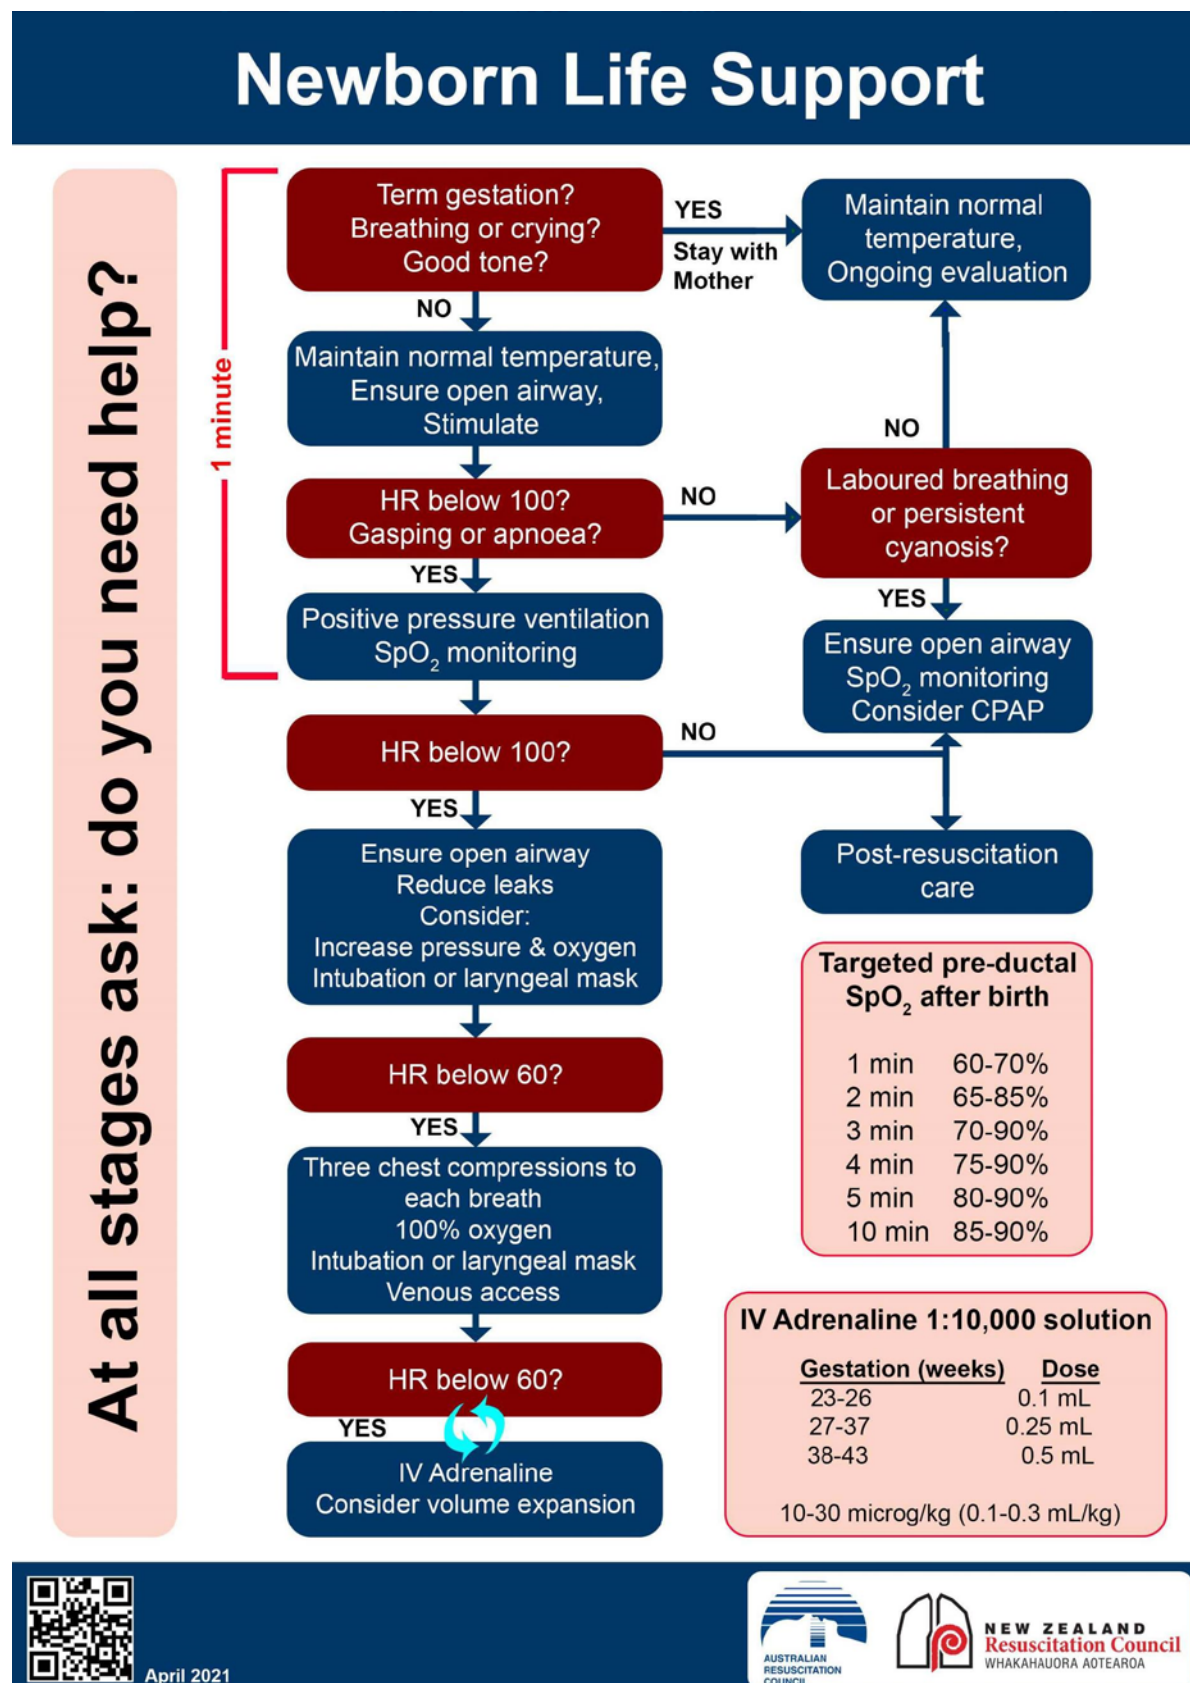 Newborn Life Support
At all stages ask: do you need help?
1 minute
Term gestation?
Breathing or crying?
Good tone?
YES
Stay with
Mother
Maintain normal
temperature,
Ongoing evaluation
NO
Maintain normal temperature,
Ensure open airway,
Stimulate
HR below 100?
Gasping or apnoea?
NO
Laboured breathing
or persistent
cyanosis?
NO
YES
YES
Positive pressure ventilation
SpO₂ monitoring
Ensure open airway
SpO₂ monitoring
Consider CPAP
HR below 100?
NO
YES
Post-resuscitation
care
Ensure open airway
Reduce leaks
Consider:
Increase pressure & oxygen
Intubation or laryngeal mask
HR below 60?
YES
Three chest compressions to
each breath
100% oxygen
Intubation or laryngeal mask
Venous access
HR below 60?
YES
IV Adrenaline
Consider volume expansion
Targeted pre-ductal
SpO₂ after birth
1 min 60-70%
2 min 65-85%
3 min 70-90%
4 min 75-90%
5 min 80-90%
10 min 85-90%
IV Adrenaline 1:10,000 solution
Gestation (weeks) Dose
23-26 0.1 mL
27-37 0.25 mL
38-43 0.5 mL
10-30 microg/kg (0.1-0.3 mL/kg)
April 2021
AUSTRALIAN
RESUSCITATION
COUNCIL
NEW ZEALAND
Resuscitation Council
WHAKAHAUORA AOTEAROA